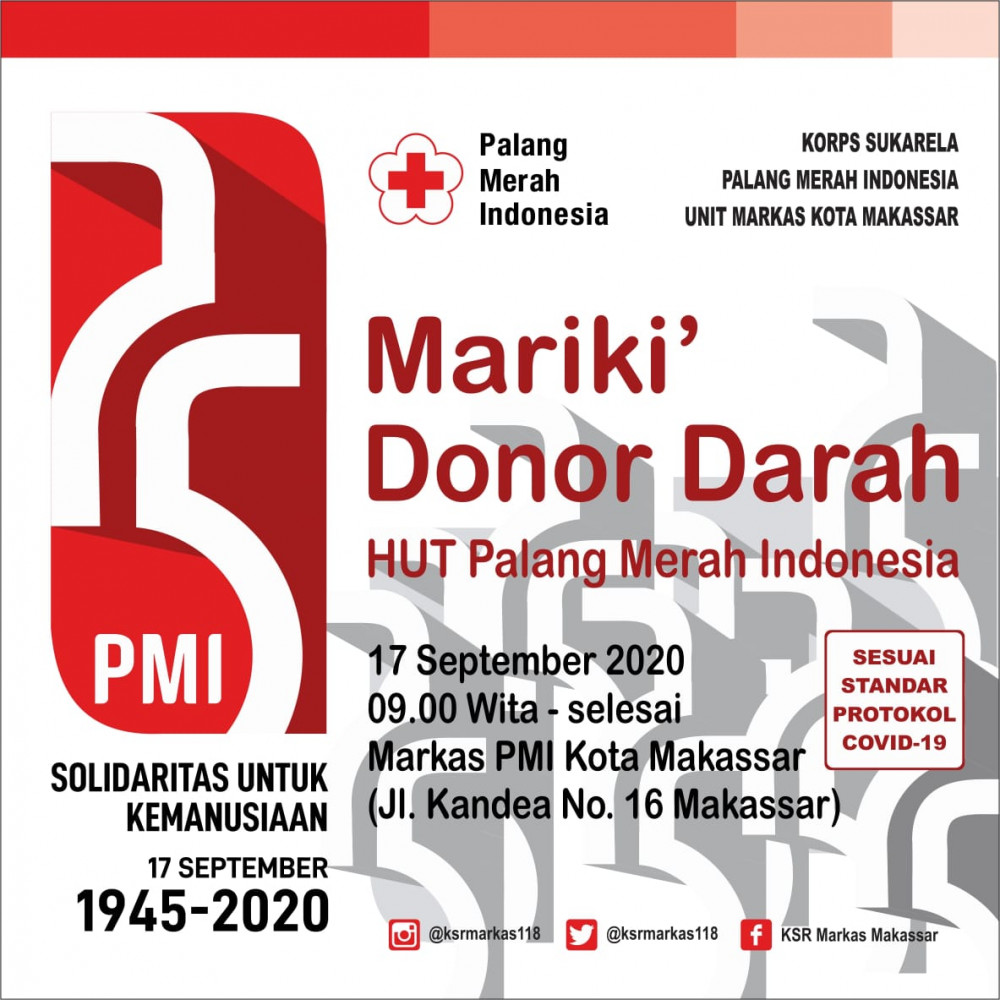 Palang
Merah
Indonesia
KORPS SUKARELA
PALANG MERAH INDONESIA
UNIT MARKAS KOTA MAKASSAR
Mariki’
Donor Darah
HUT Palang Merah Indonesia
17 September 2020
09.00 Wita - selesai
Markas PMI Kota Makassar
(Jl. Kandea No. 16 Makassar)
SESUAI
STANDAR
PROTOKOL
COVID-19
PMI
SOLIDARITAS UNTUK
KEMANUSIAAN
17 SEPTEMBER
1945-2020
@ksrmarkas118
@ksrmarkas118
KSR Markas Makassar